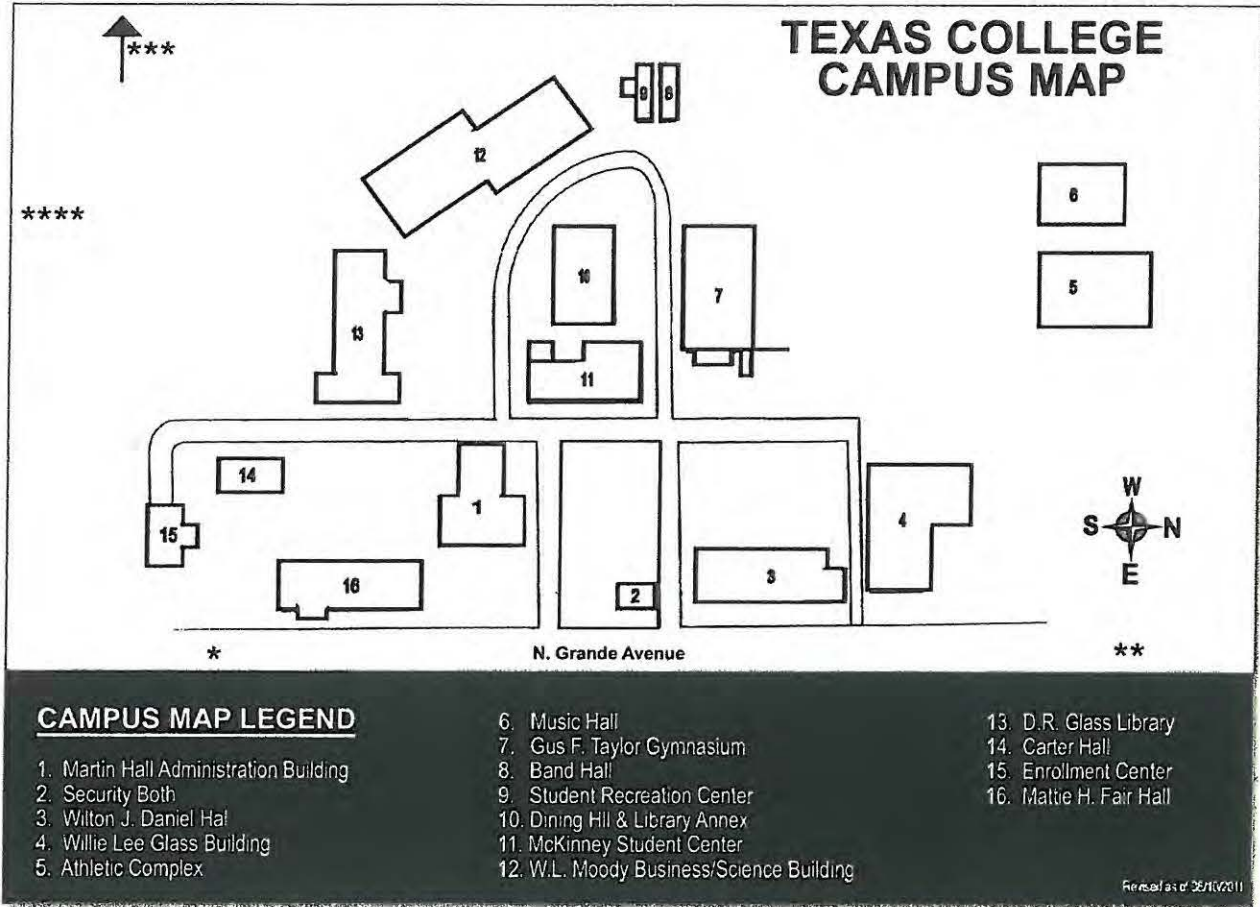 ***
TEXAS COLLEGE
CAMPUS MAP
9
8
12
6
****
10
7
5
13
11
14
1
4
W
S
N
E
15
16
3
2
*
N. Grande Avenue
**
CAMPUS MAP LEGEND
1. Martin Hall Administration Building
2. Security Both
3. Wilton J. Daniel Hal
4. Willie Lee Glass Building
5. Athletic Complex
6. Music Hall
7. Gus F. Taylor Gymnasium
8. Band Hall
9. Student Recreation Center
10. Dining Hll & Library Annex
11. McKinney Student Center
12. W.L. Moody Business/Science Building
13. D.R. Glass Library
14. Carter Hall
15. Enrollment Center
16. Mattie H. Fair Hall
Revised as of